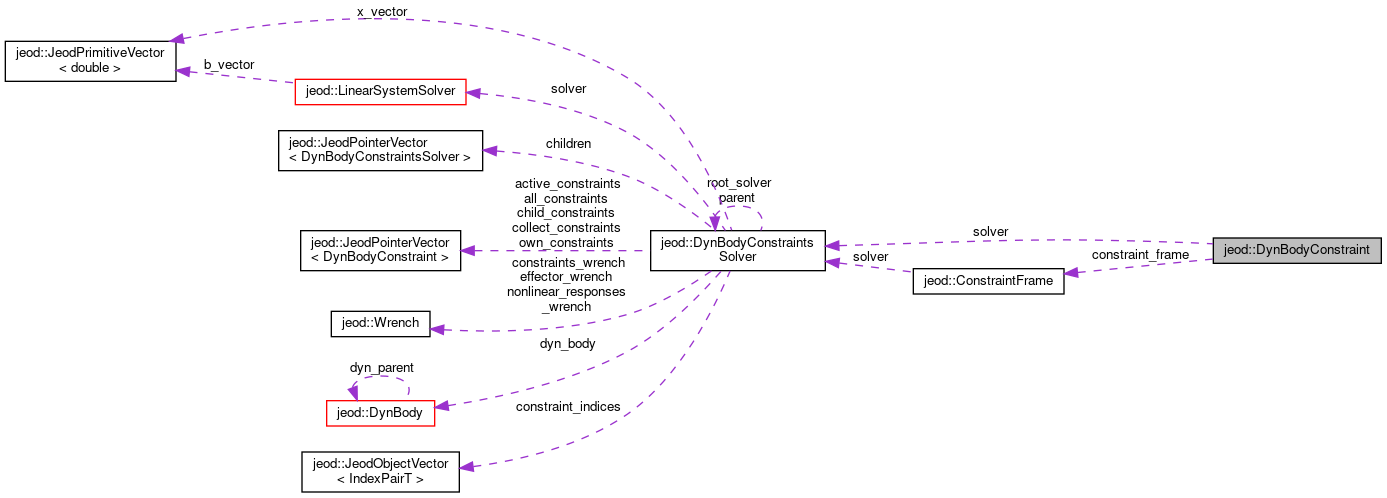 x_vector
jeod::JeodPrimitiveVector
< double >
b_vector
jeod::LinearSystemSolver
solver
jeod::JeodPointerVector
< DynBodyConstraintsSolver >
children
active_constraints
all_constraints
child_constraints
collect_constraints
own_constraints
jeod::JeodPointerVector
< DynBodyConstraint >
root_solver
parent
jeod::DynBodyConstraints
Solver
solver
jeod::DynBodyConstraint
solver
constraint_frame
jeod::ConstraintFrame
constraints_wrench
effector_wrench
nonlinear_responses
_wrench
jeod::Wrench
dyn_body
dyn_parent
jeod::DynBody
constraint_indices
jeod::JeodObjectVector
< IndexPairT >